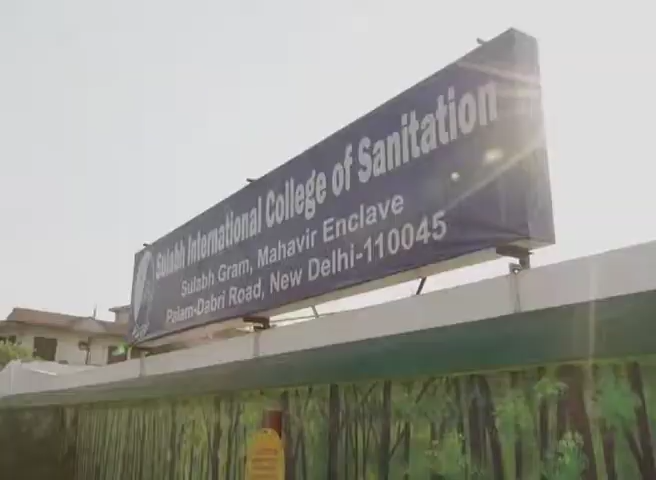 Sulabh International College of Sanitation
Sulabh Gram, Mahavir Enclave
Palam-Dabri Road, New Delhi-110045